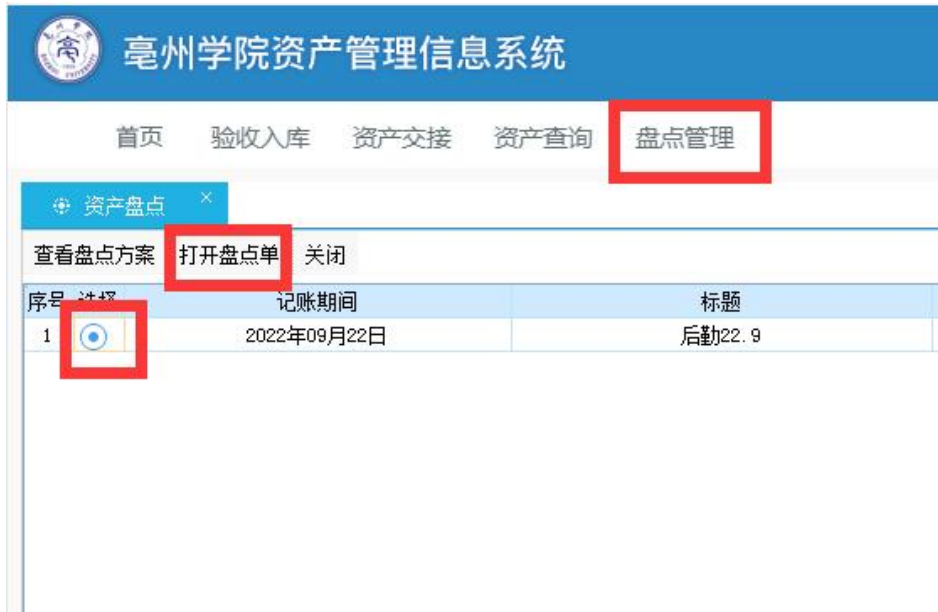 亳州学院资产管理信息系统
首页 验收入库 资产交接 资产查询 盘点管理
资产盘点 ×
查看盘点方案 打开盘点单 关闭
序号 选择 记账期间 标题
1 2022年09月22日 后勤22.9